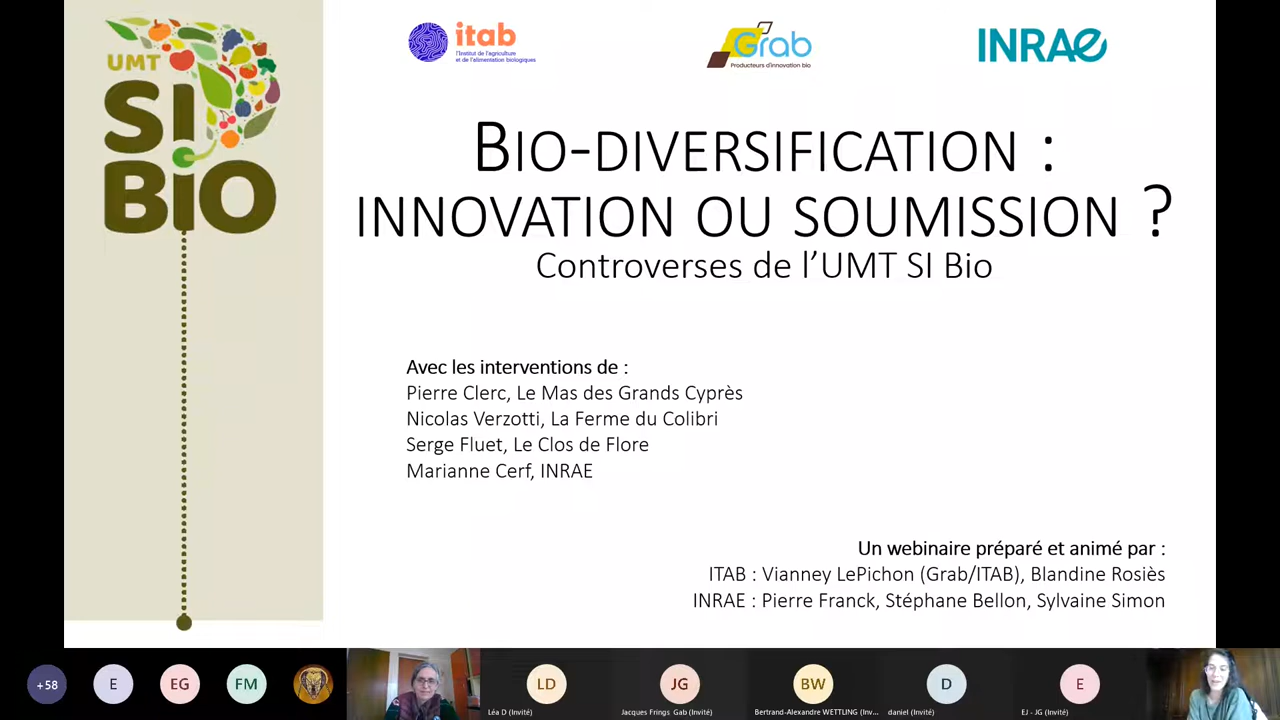 UMT
SI
BIO
itab
l'Institut de l'agriculture
et de l'alimentation biologiques
Grab
Producteurs d'innovation bio
INRAE
BIO-DIVERSIFICATION :
INNOVATION OU SOUMISSION ?
Controverses de l'UMT SI Bio
Avec les interventions de :
Pierre Clerc, Le Mas des Grands Cyprès
Nicolas Verzotti, La Ferme du Colibri
Serge Fluet, Le Clos de Flore
Marianne Cerf, INRAE
Un webinaire préparé et animé par :
ITAB : Vianney LePichon (Grab/ITAB), Blandine Rosiès
INRAE : Pierre Franck, Stéphane Bellon, Sylvaine Simon
+58
E
EG
FM
LD
JG
BW
D
E
Léa D (Invité)
Jacques Frings Gab (Invité)
Bertrand-Alexandre WETTLING (Inv...
daniel (Invité)
EJ - JG (Invité)